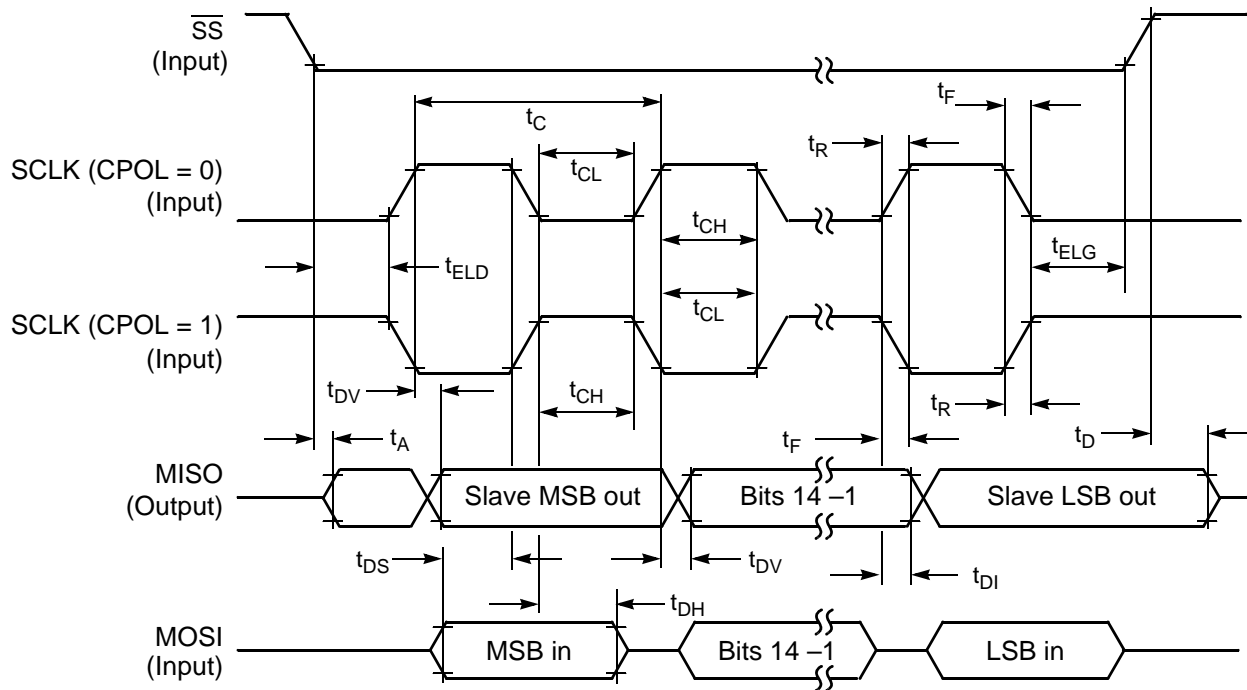 SS
(Input)
t_F
t_C
t_R
SCLK (CPOL = 0)
(Input)
t_CL
t_CH
t_ELD
t_ELG
SCLK (CPOL = 1)
(Input)
t_CL
t_DV
t_CH
t_R
t_A
t_F
t_D
MISO
(Output)
Slave MSB out
Bits 14 –1
Slave LSB out
t_DS
t_DV
t_DI
t_DH
MOSI
(Input)
MSB in
Bits 14 –1
LSB in